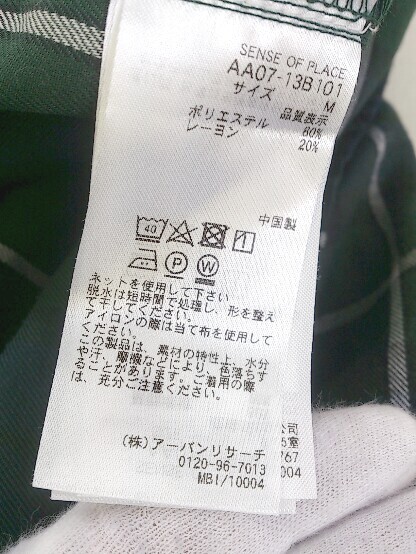 SENSE OF PLACE
AA07-13B101
サイズ M
品質表示
ポリエステル 80%
レーヨン 20%
中国製
40
P W
ネットを使用して下さい
脱水は短時間で処理し、形を整え
て干してください。
アイロンの際は当て布を使用して
ください。
この製品は、素材の特性上、水分
や汗、摩擦などにより、色落ちす
ることがあります。ご着用の際
は、充分ご注意ください。
(株)アーバンリサーチ
0120-96-7013
MBI/10004
公司
室
767
004